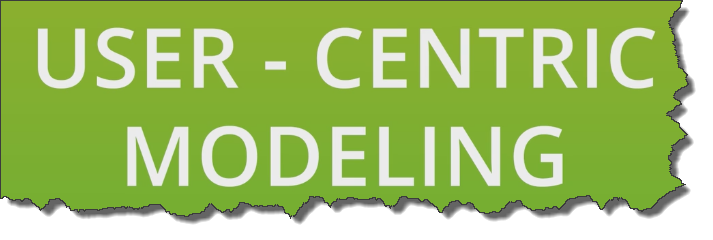 USER - CENTRIC
MODELING